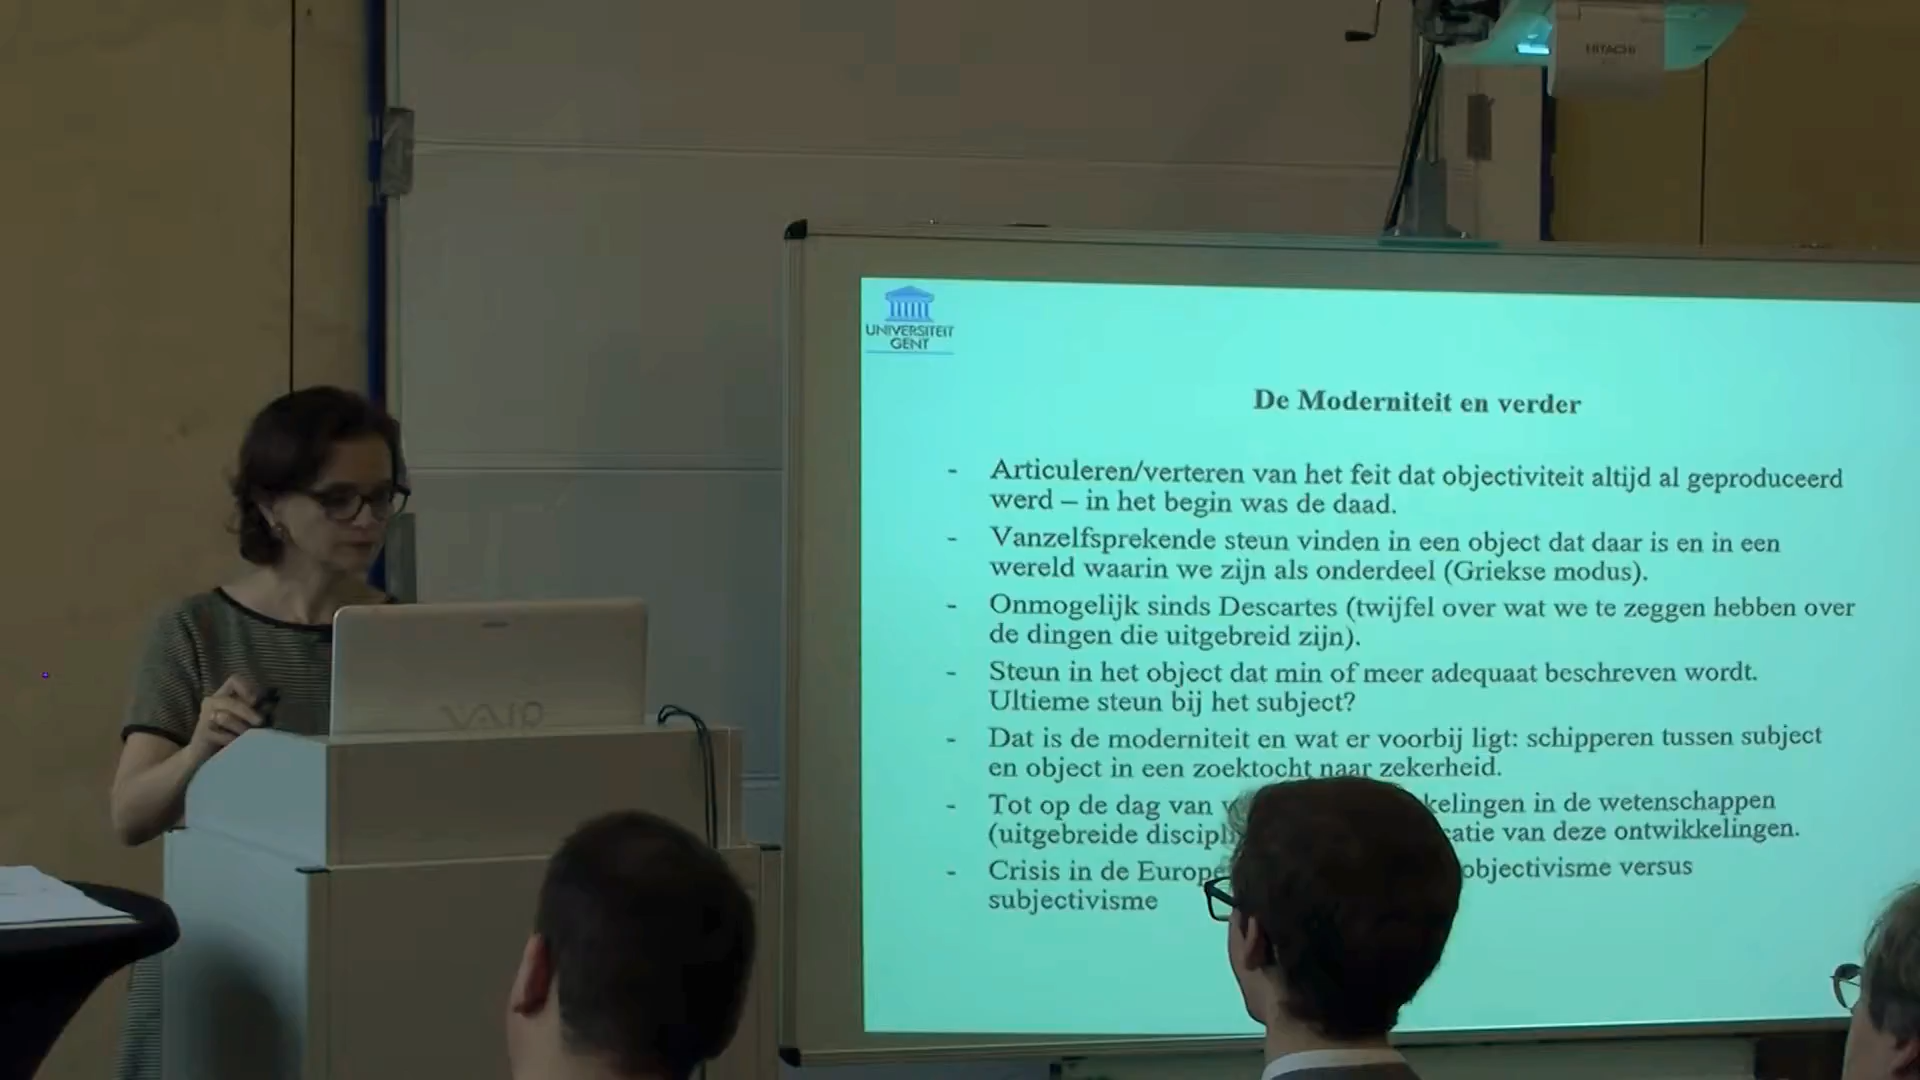 HITACHI
UNIVERSITEIT
GENT
De Moderniteit en verder
- Articuleren/verteren van het feit dat objectiviteit altijd al geproduceerd
werd – in het begin was de daad.
- Vanzelfsprekende steun vinden in een object dat daar is en in een
wereld waarin we zijn als onderdeel (Griekse modus).
- Onmogelijk sinds Descartes (twijfel over wat we te zeggen hebben over
de dingen die uitgebreid zijn).
- Steun in het object dat min of meer adequaat beschreven wordt.
Ultieme steun bij het subject?
- Dat is de moderniteit en wat er voorbij ligt: schipperen tussen subject
en object in een zoektocht naar zekerheid.
- Tot op de dag van kelingen in de wetenschappen
(uitgebreide discipl catie van deze ontwikkelingen.
- Crisis in de Europe objectivisme versus
subjectivisme
VAIO